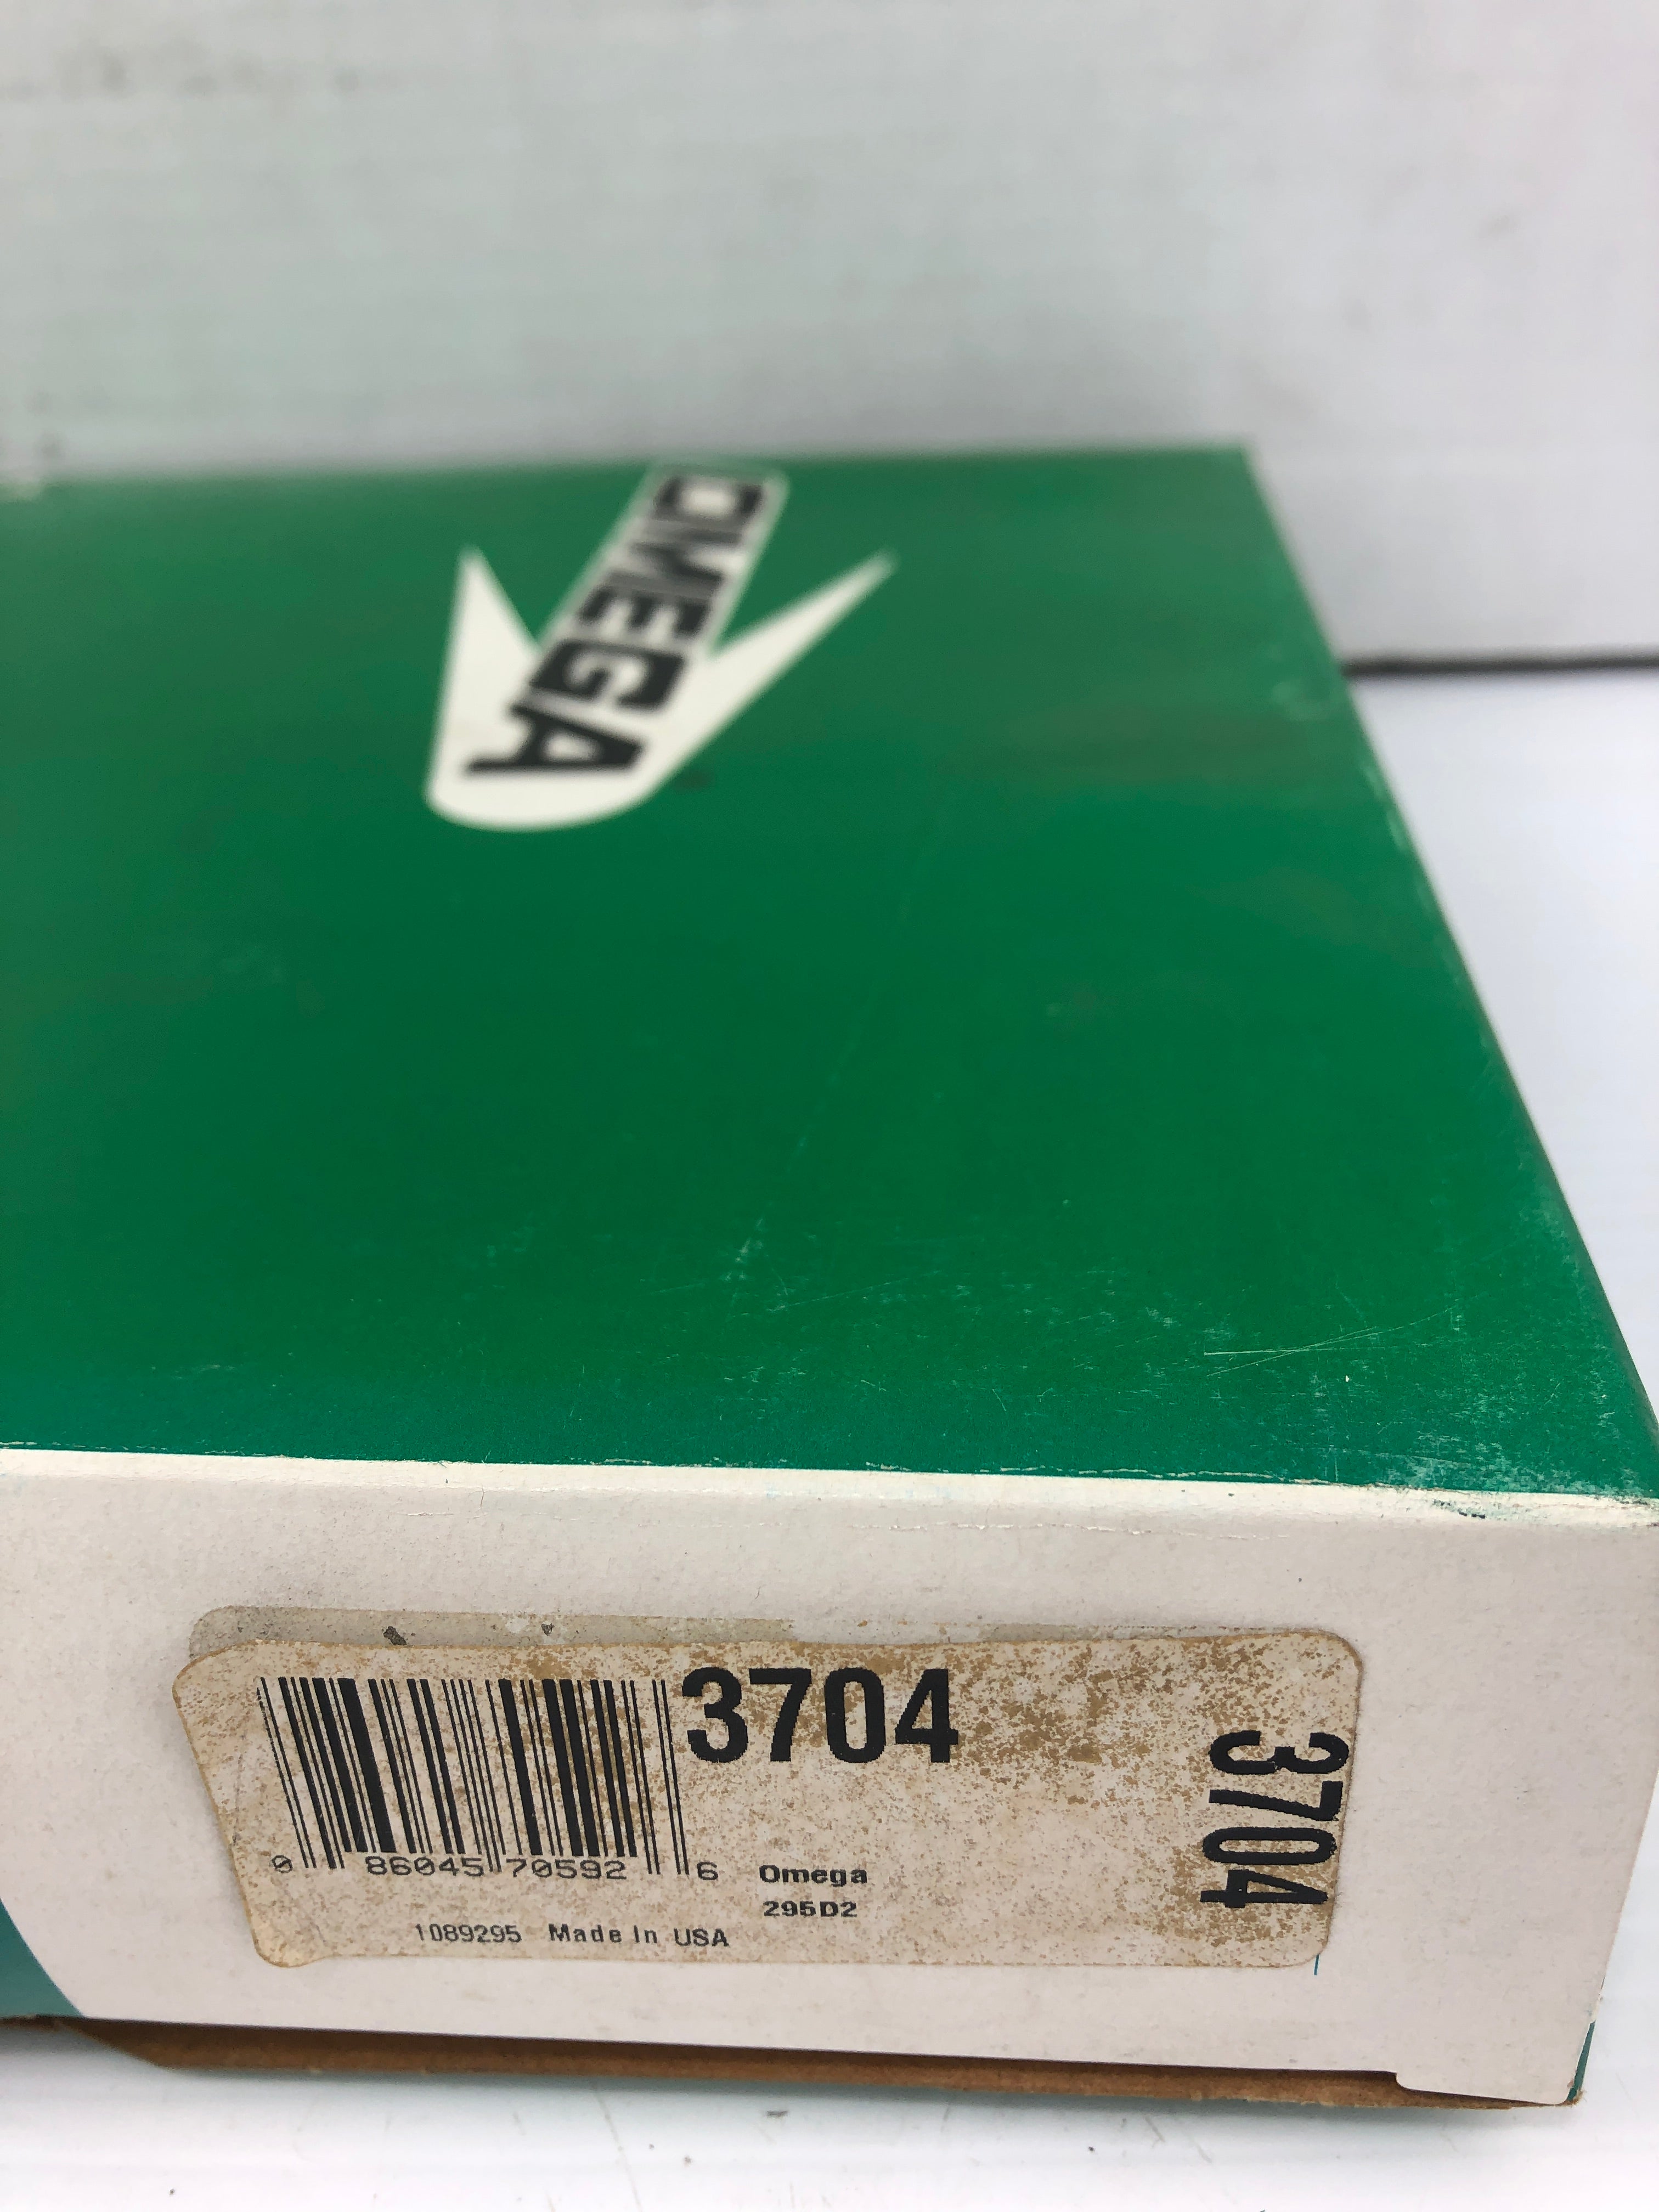 OMEGA
3704
3704
0 86045 70592 6
Omega
295D2
1089295 Made In USA